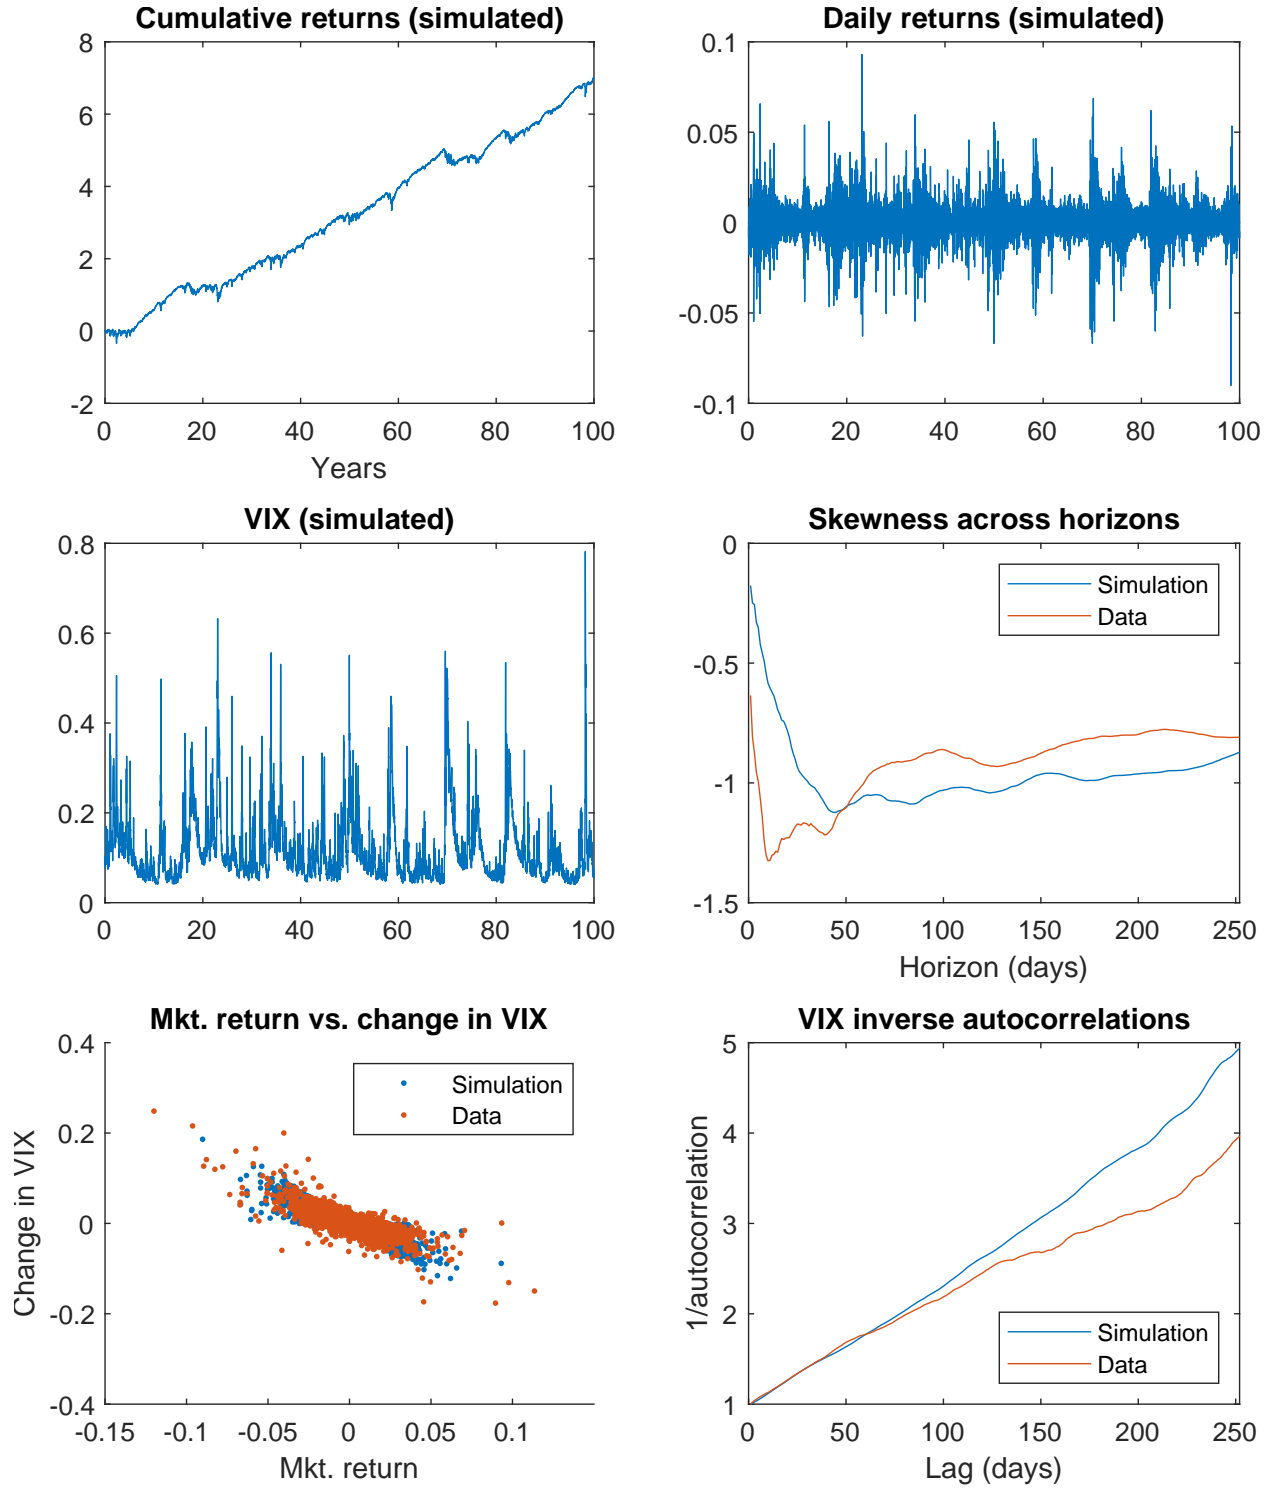 Cumulative returns (simulated)
8
6
4
2
0
-2
0 20 40 60 80 100
Years
Daily returns (simulated)
0.1
0.05
0
-0.05
-0.1
0 20 40 60 80 100
VIX (simulated)
0.8
0.6
0.4
0.2
0
0 20 40 60 80 100
Skewness across horizons
0
-0.5
-1
-1.5
Simulation
Data
0 50 100 150 200 250
Horizon (days)
Mkt. return vs. change in VIX
Change in VIX
0.4
0.2
0
-0.2
-0.4
Simulation
Data
-0.15 -0.1 -0.05 0 0.05 0.1
Mkt. return
VIX inverse autocorrelations
1/autocorrelation
5
4
3
2
1
Simulation
Data
0 50 100 150 200 250
Lag (days)